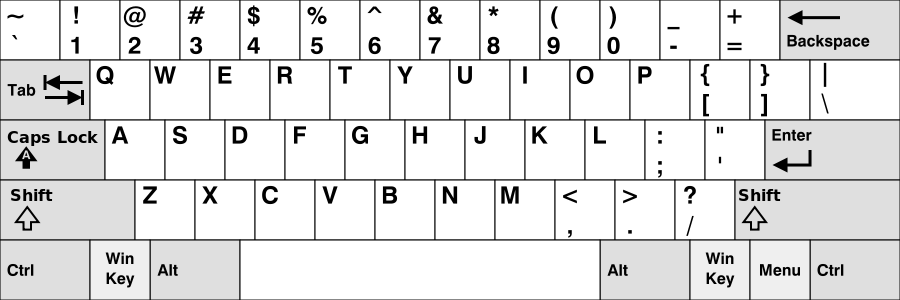 ~ ! @ # $ % ^ & * ( ) _ +
` 1 2 3 4 5 6 7 8 9 0 - = Backspace
Tab Q W E R T Y U I O P { } |
[ ] \
Caps Lock A S D F G H J K L : " Enter
A ; '
Shift Z X C V B N M < > ? Shift
, . /
Ctrl Win Key Alt Alt Win Key Menu Ctrl